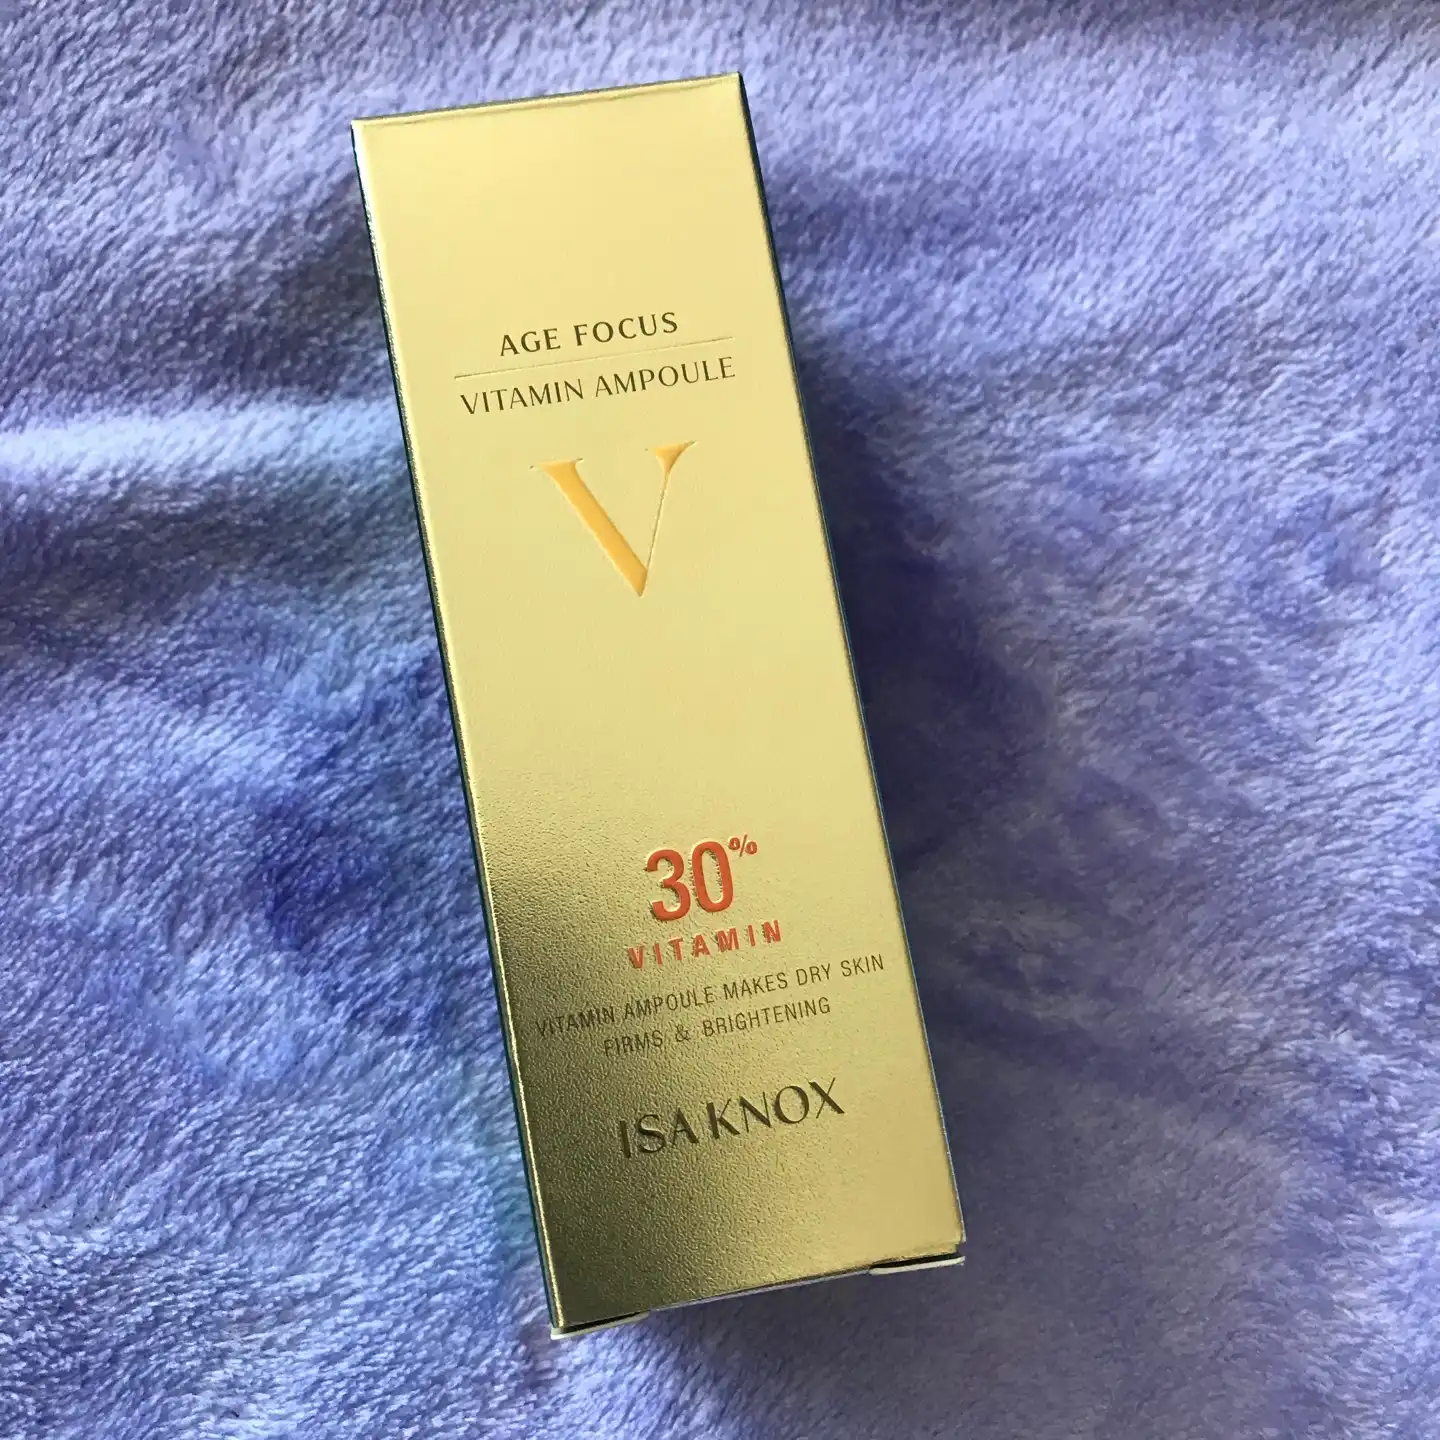 AGE FOCUS
VITAMIN AMPOULE
V
30%
VITAMIN
VITAMIN AMPOULE MAKES DRY SKIN
FIRMS & BRIGHTENING
ISA KNOX